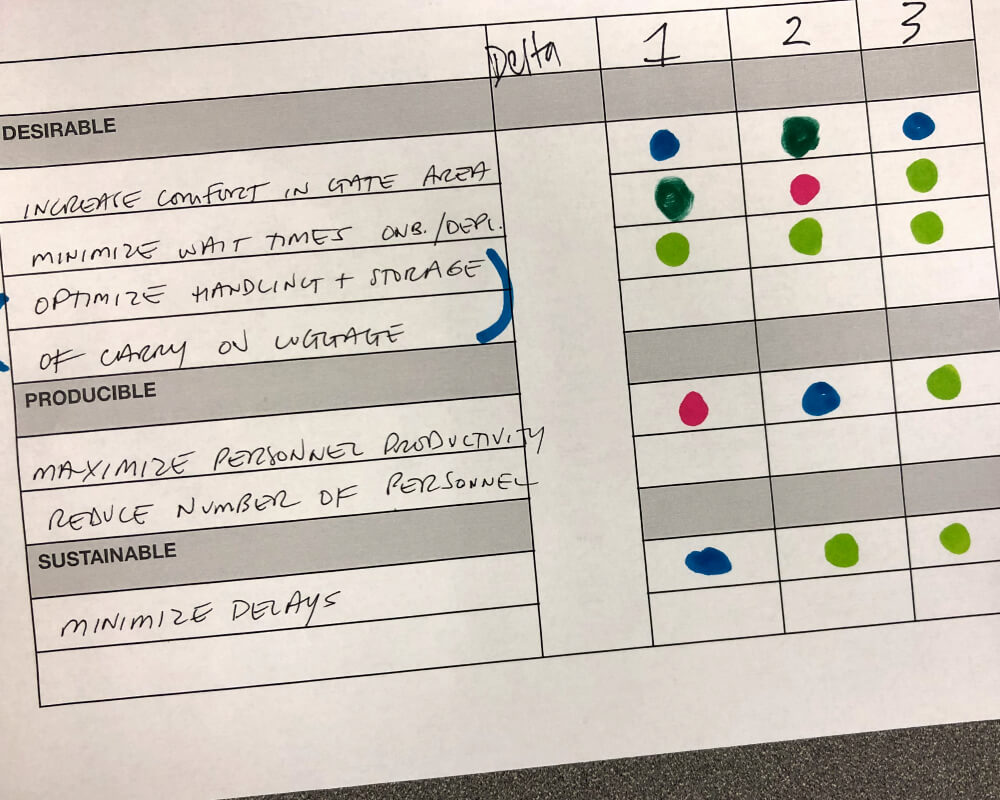 Delta 1 2 3
DESIRABLE
INCREASE COMFORT IN GATE AREA
MINIMIZE WAIT TIMES ONB./DEPL.
OPTIMIZE HANDLING + STORAGE
OF CARRY ON LUGGAGE
PRODUCIBLE
MAXIMIZE PERSONNEL PRODUCTIVITY
REDUCE NUMBER OF PERSONNEL
SUSTAINABLE
MINIMIZE DELAYS